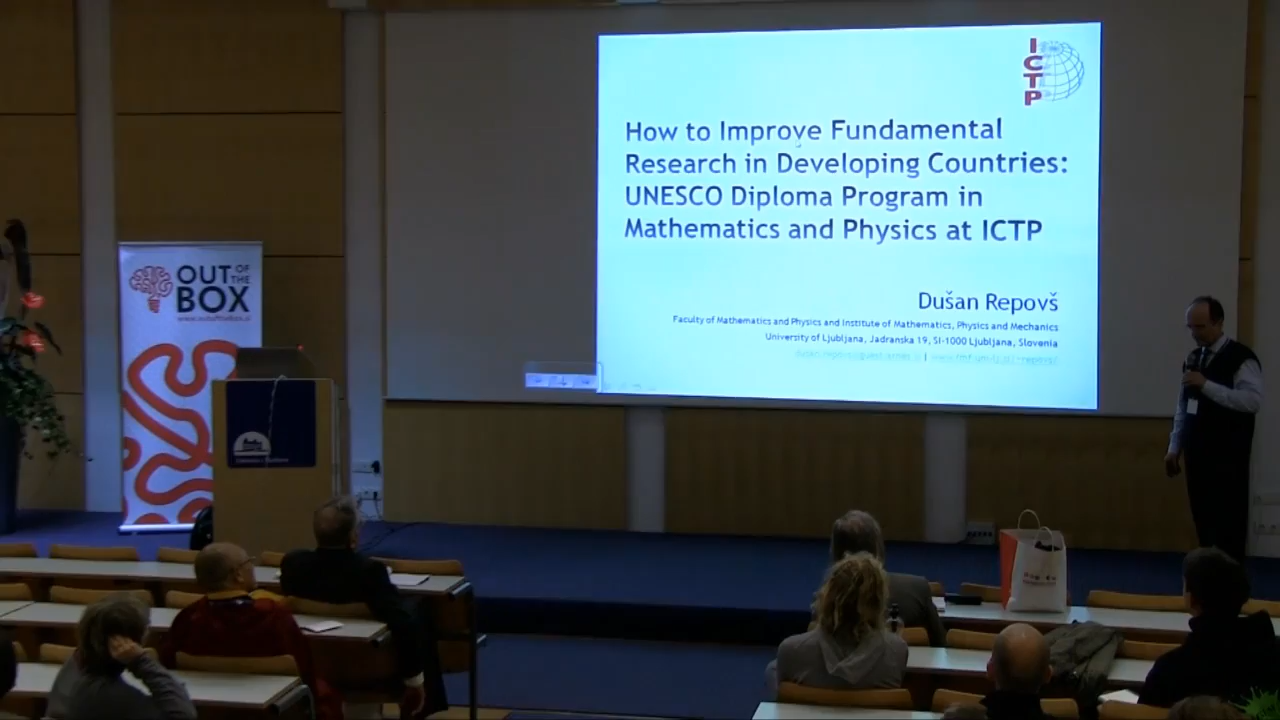 ICTP
How to Improve Fundamental
Research in Developing Countries:
UNESCO Diploma Program in
Mathematics and Physics at ICTP
Dušan Repovš
Faculty of Mathematics and Physics and Institute of Mathematics, Physics and Mechanics
University of Ljubljana, Jadranska 19, SI-1000 Ljubljana, Slovenia
OUT OF THE
BOX